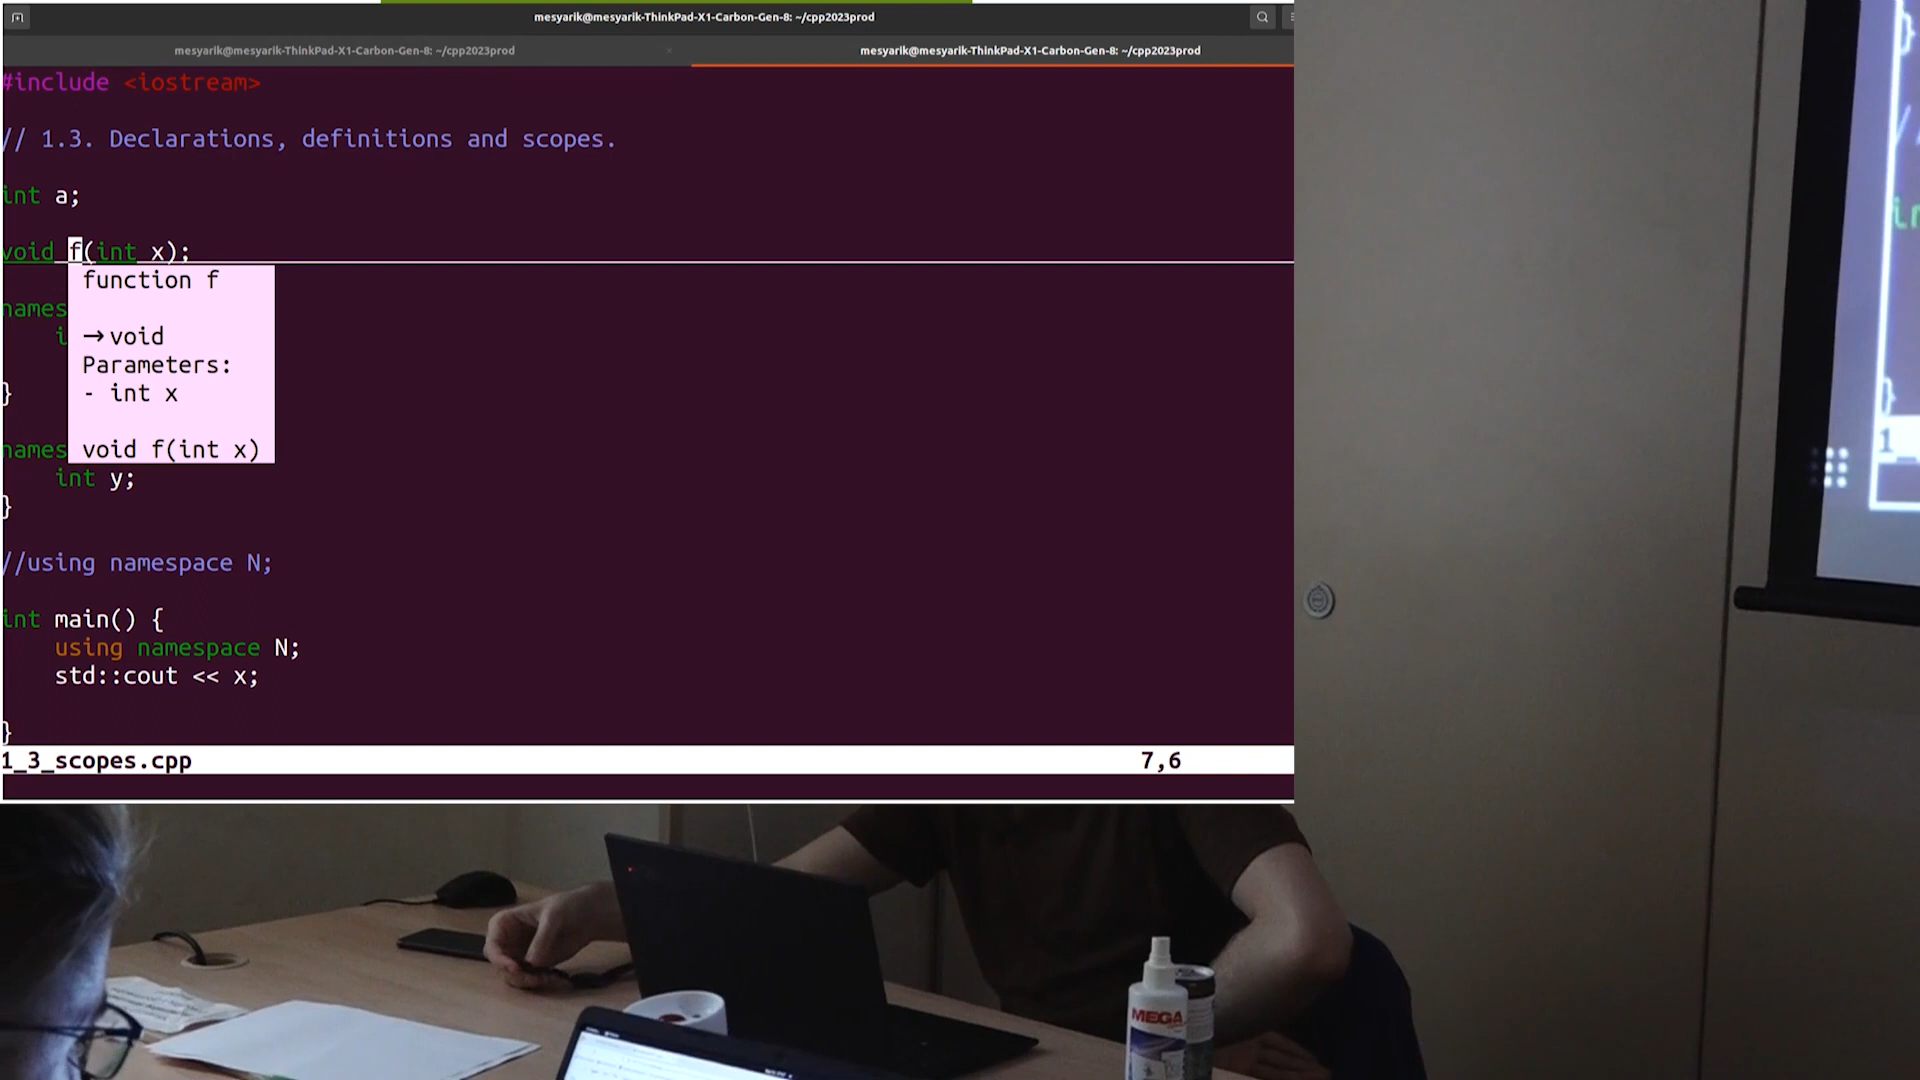 mesyarik@mesyarik-ThinkPad-X1-Carbon-Gen-8: ~/cpp2023prod
mesyarik@mesyarik-ThinkPad-X1-Carbon-Gen-8: ~/cpp2023prod
mesyarik@mesyarik-ThinkPad-X1-Carbon-Gen-8: ~/cpp2023prod
#include <iostream>
// 1.3. Declarations, definitions and scopes.
int a;
void f(int x);
function f
names
i
→void
Parameters:
- int x
}
names
void f(int x)
int y;
}
//using namespace N;
int main() {
using namespace N;
std::cout << x;
}
1_3_scopes.cpp 7,6
MEGA